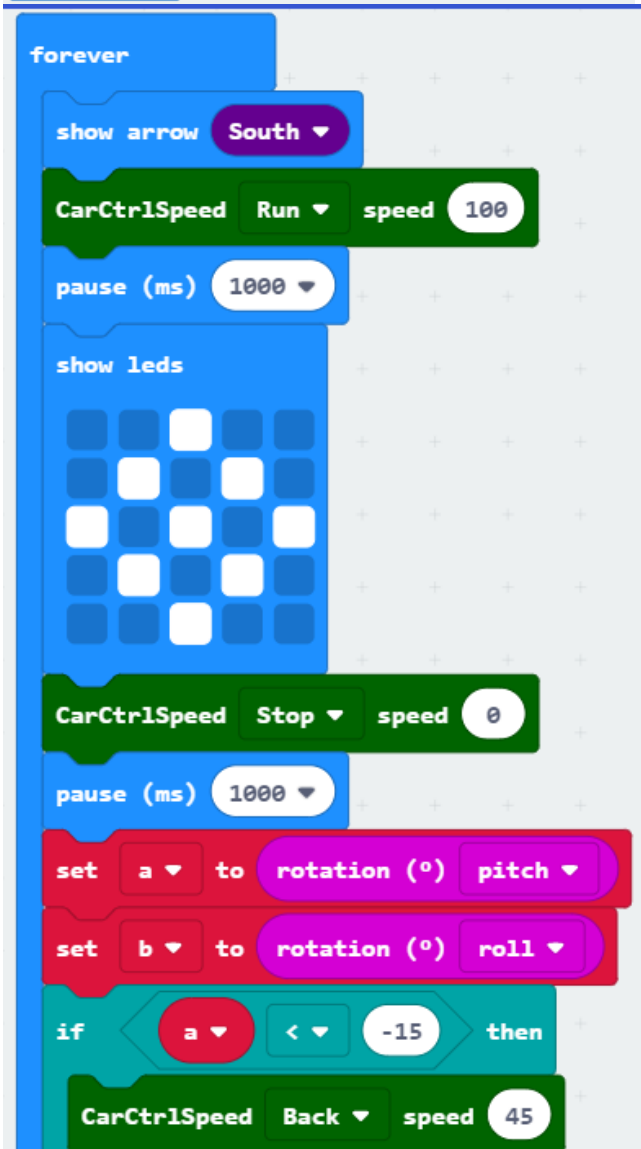 forever
show arrow South
CarCtrlSpeed Run speed 100
pause (ms) 1000
show leds
CarCtrlSpeed Stop speed 0
pause (ms) 1000
set a to rotation (º) pitch
set b to rotation (º) roll
if a < -15 then
CarCtrlSpeed Back speed 45